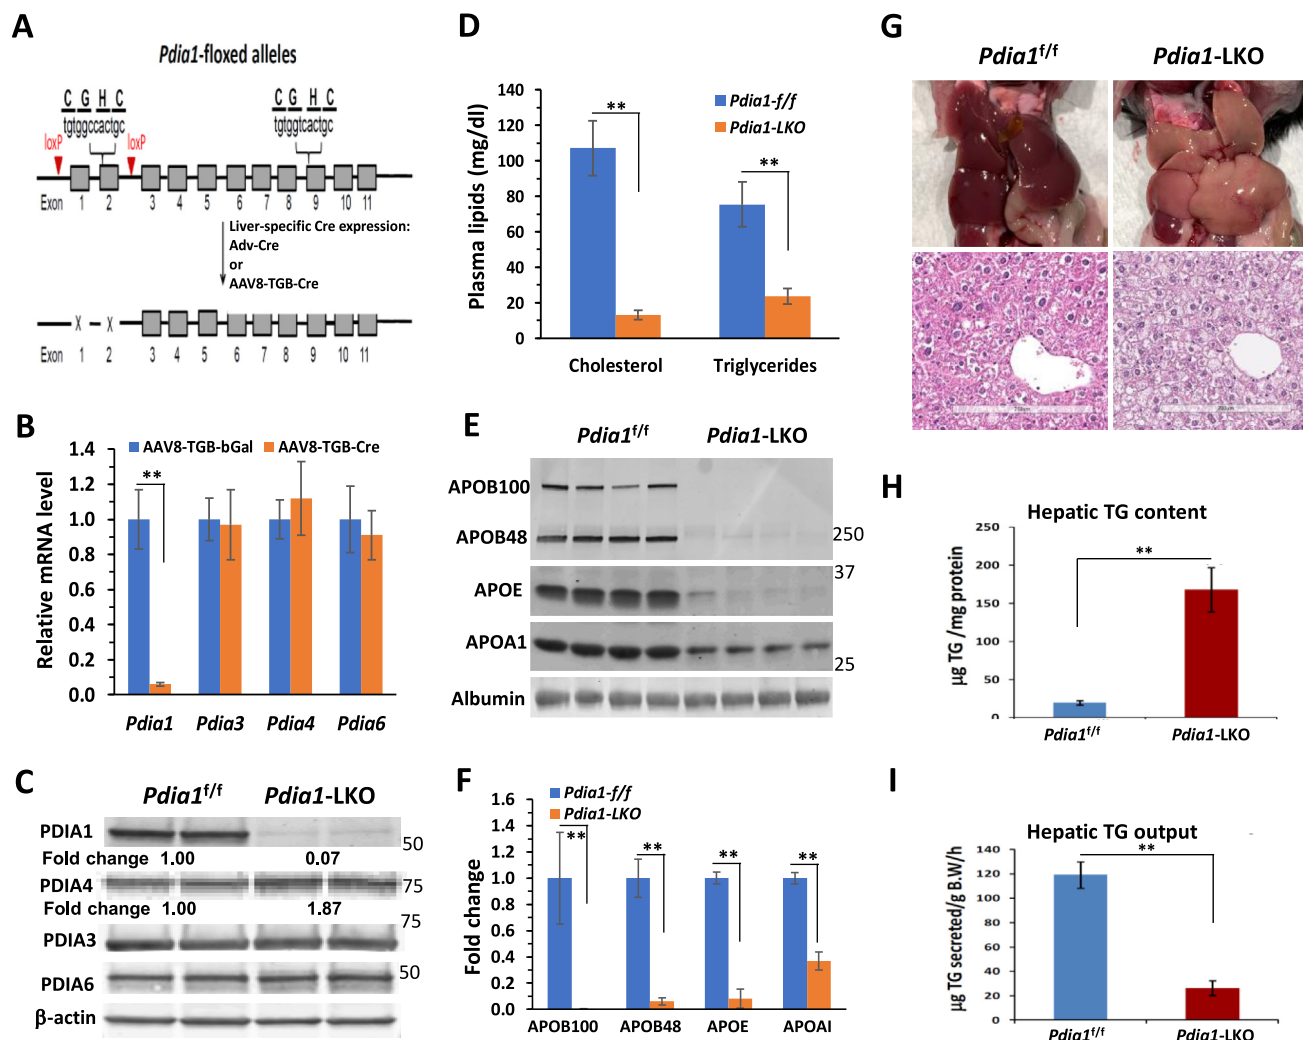 A
Pdia1-floxed alleles
C G H C
tgtggccactgc
C G H C
tgtggtcactgc
loxP
loxP
Exon 1 2 3 4 5 6 7 8 9 10 11
Liver-specific Cre expression:
Adv-Cre
or
AAV8-TGB-Cre
X X
Exon 1 2 3 4 5 6 7 8 9 10 11
B
AAV8-TGB-bGal
AAV8-TGB-Cre
Relative mRNA level
1.4
1.2
1.0
0.8
0.6
0.4
0.2
0.0
**
Pdia1 Pdia3 Pdia4 Pdia6
C
Pdia1f/f Pdia1-LKO
PDIA1
50
Fold change 1.00 0.07
PDIA4
75
Fold change 1.00 1.87
75
PDIA3
50
PDIA6
β-actin
D
Plasma lipids (mg/dl)
140
120
100
80
60
40
20
0
Pdia1-f/f
Pdia1-LKO
**
**
Cholesterol Triglycerides
E
Pdia1f/f Pdia1-LKO
APOB100
APOB48
250
37
APOE
APOA1
25
Albumin
F
Fold change
1.6
1.4
1.2
1.0
0.8
0.6
0.4
0.2
0.0
Pdia1-f/f
Pdia1-LKO
**
**
**
**
APOB100 APOB48 APOE APOAI
G
Pdia1f/f Pdia1-LKO
H
Hepatic TG content
µg TG /mg protein
250
200
150
100
50
0
**
Pdia1f/f Pdia1-LKO
I
Hepatic TG output
µg TG secreted/g B.W/h
140
120
100
80
60
40
20
0
**
Pdia1f/f Pdia1-LKO